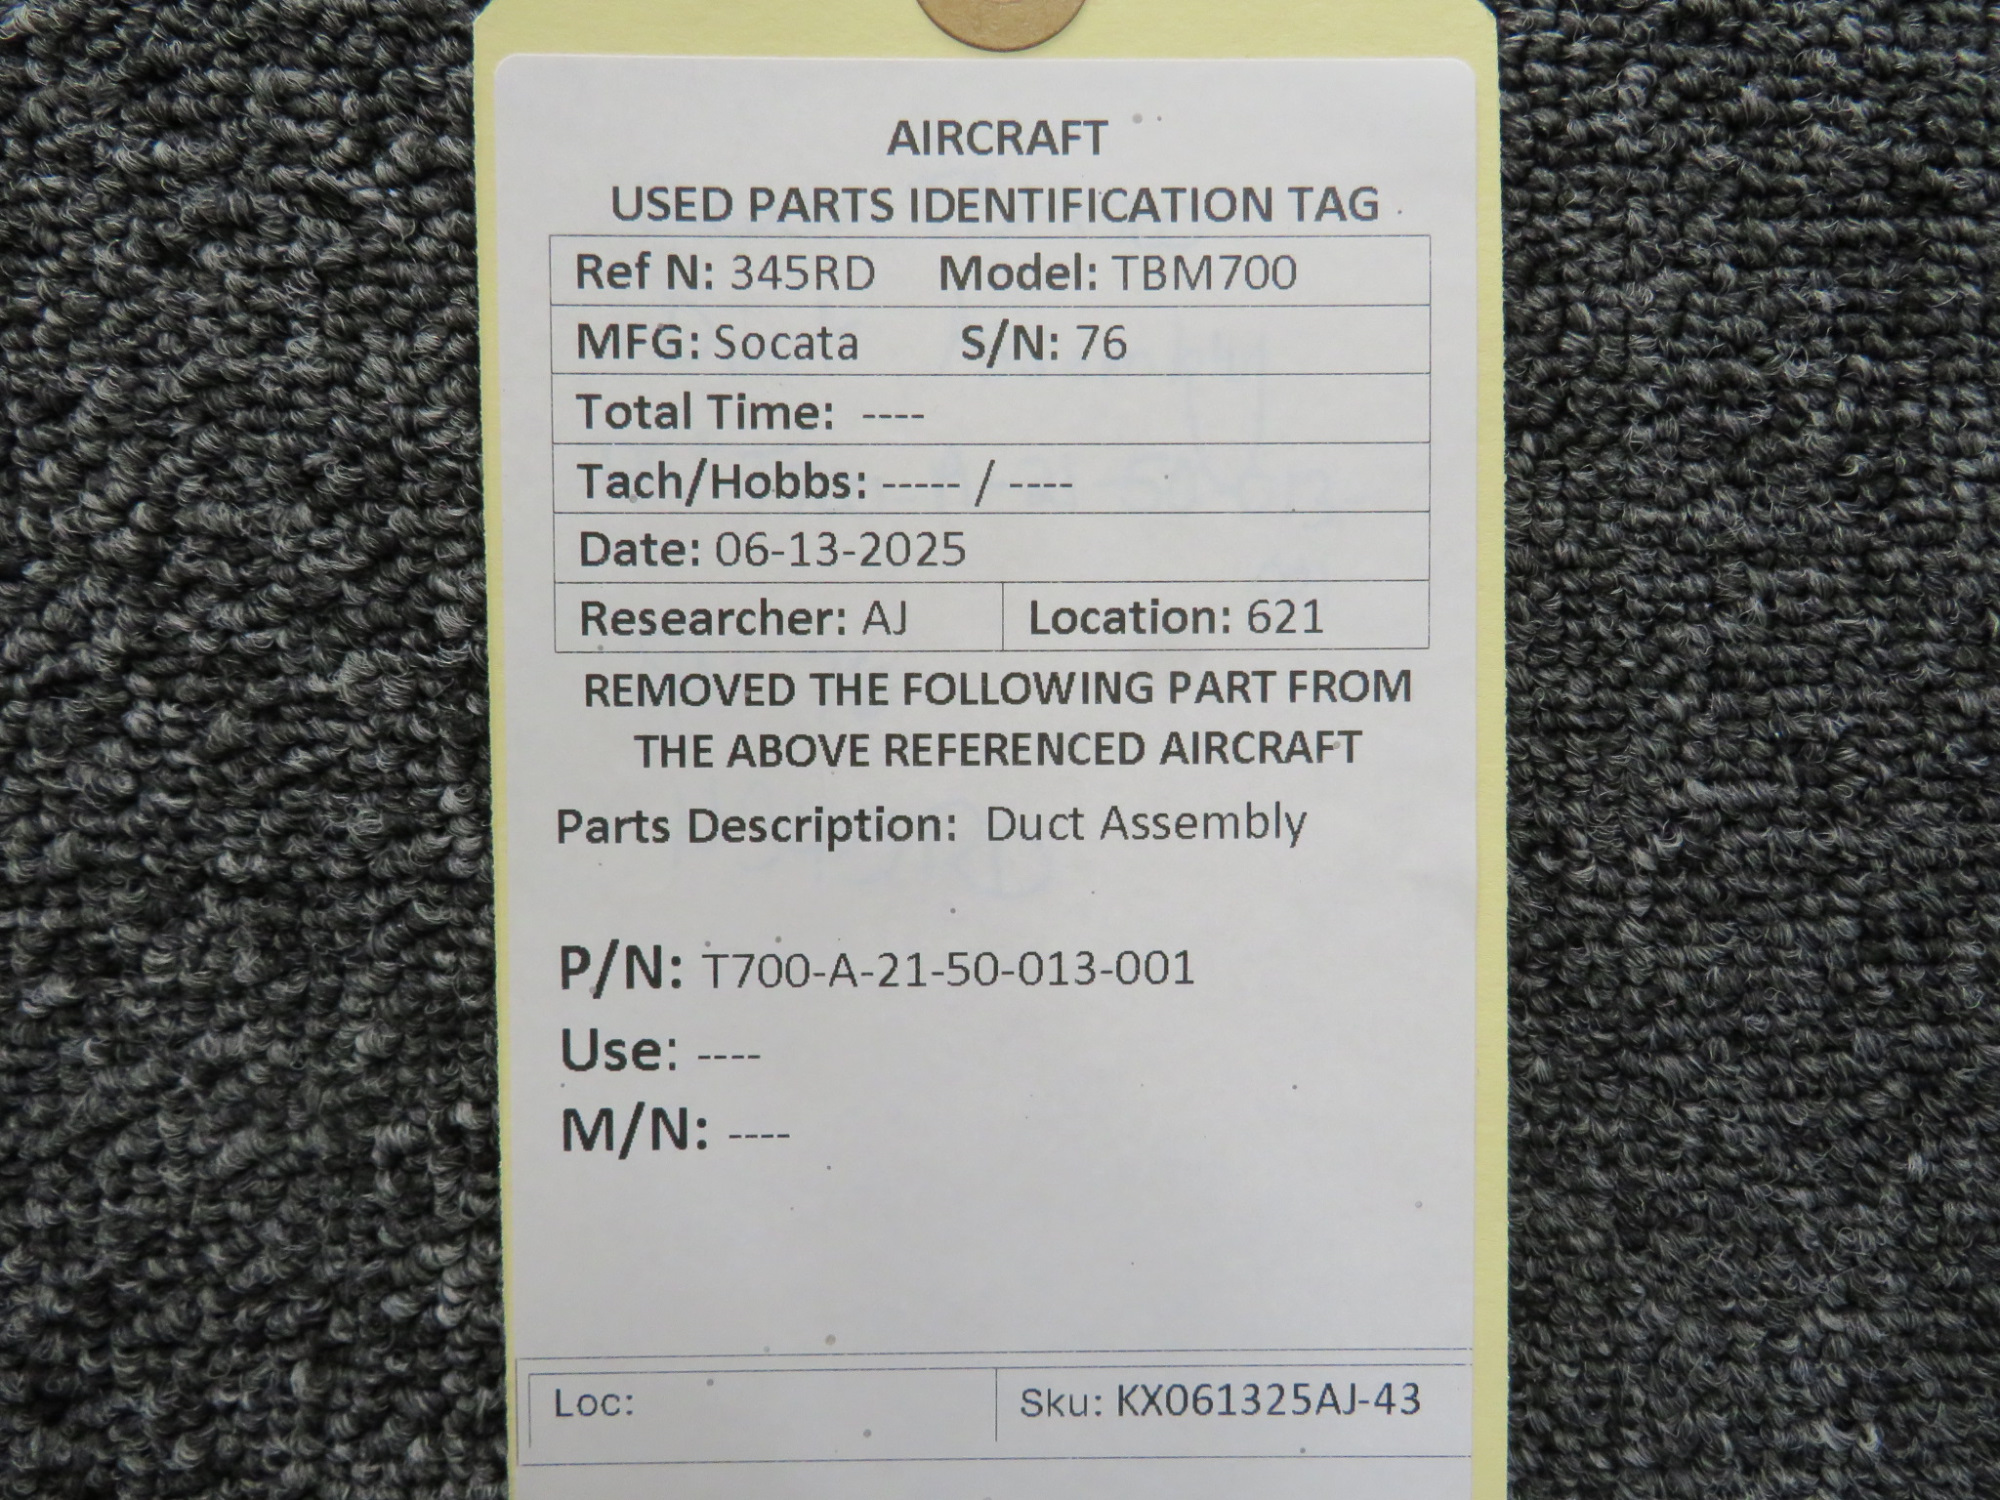 AIRCRAFT
USED PARTS IDENTIFICATION TAG
Ref N: 345RD Model: TBM700
MFG: Socata S/N: 76
Total Time: ----
Tach/Hobbs: ----- / ----
Date: 06-13-2025
Researcher: AJ Location: 621
REMOVED THE FOLLOWING PART FROM
THE ABOVE REFERENCED AIRCRAFT
Parts Description: Duct Assembly
P/N: T700-A-21-50-013-001
Use: ----
M/N: ----
Loc: Sku: KX061325AJ-43